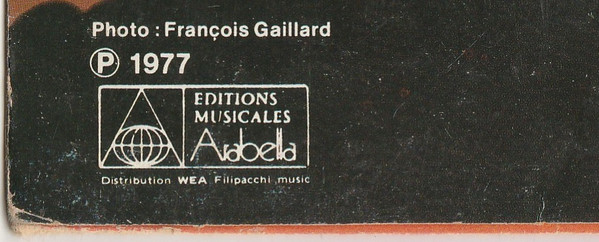 Photo : François Gaillard
Ⓟ 1977
EDITIONS
MUSICALES
Arabella
Distribution WEA Filipacchi music